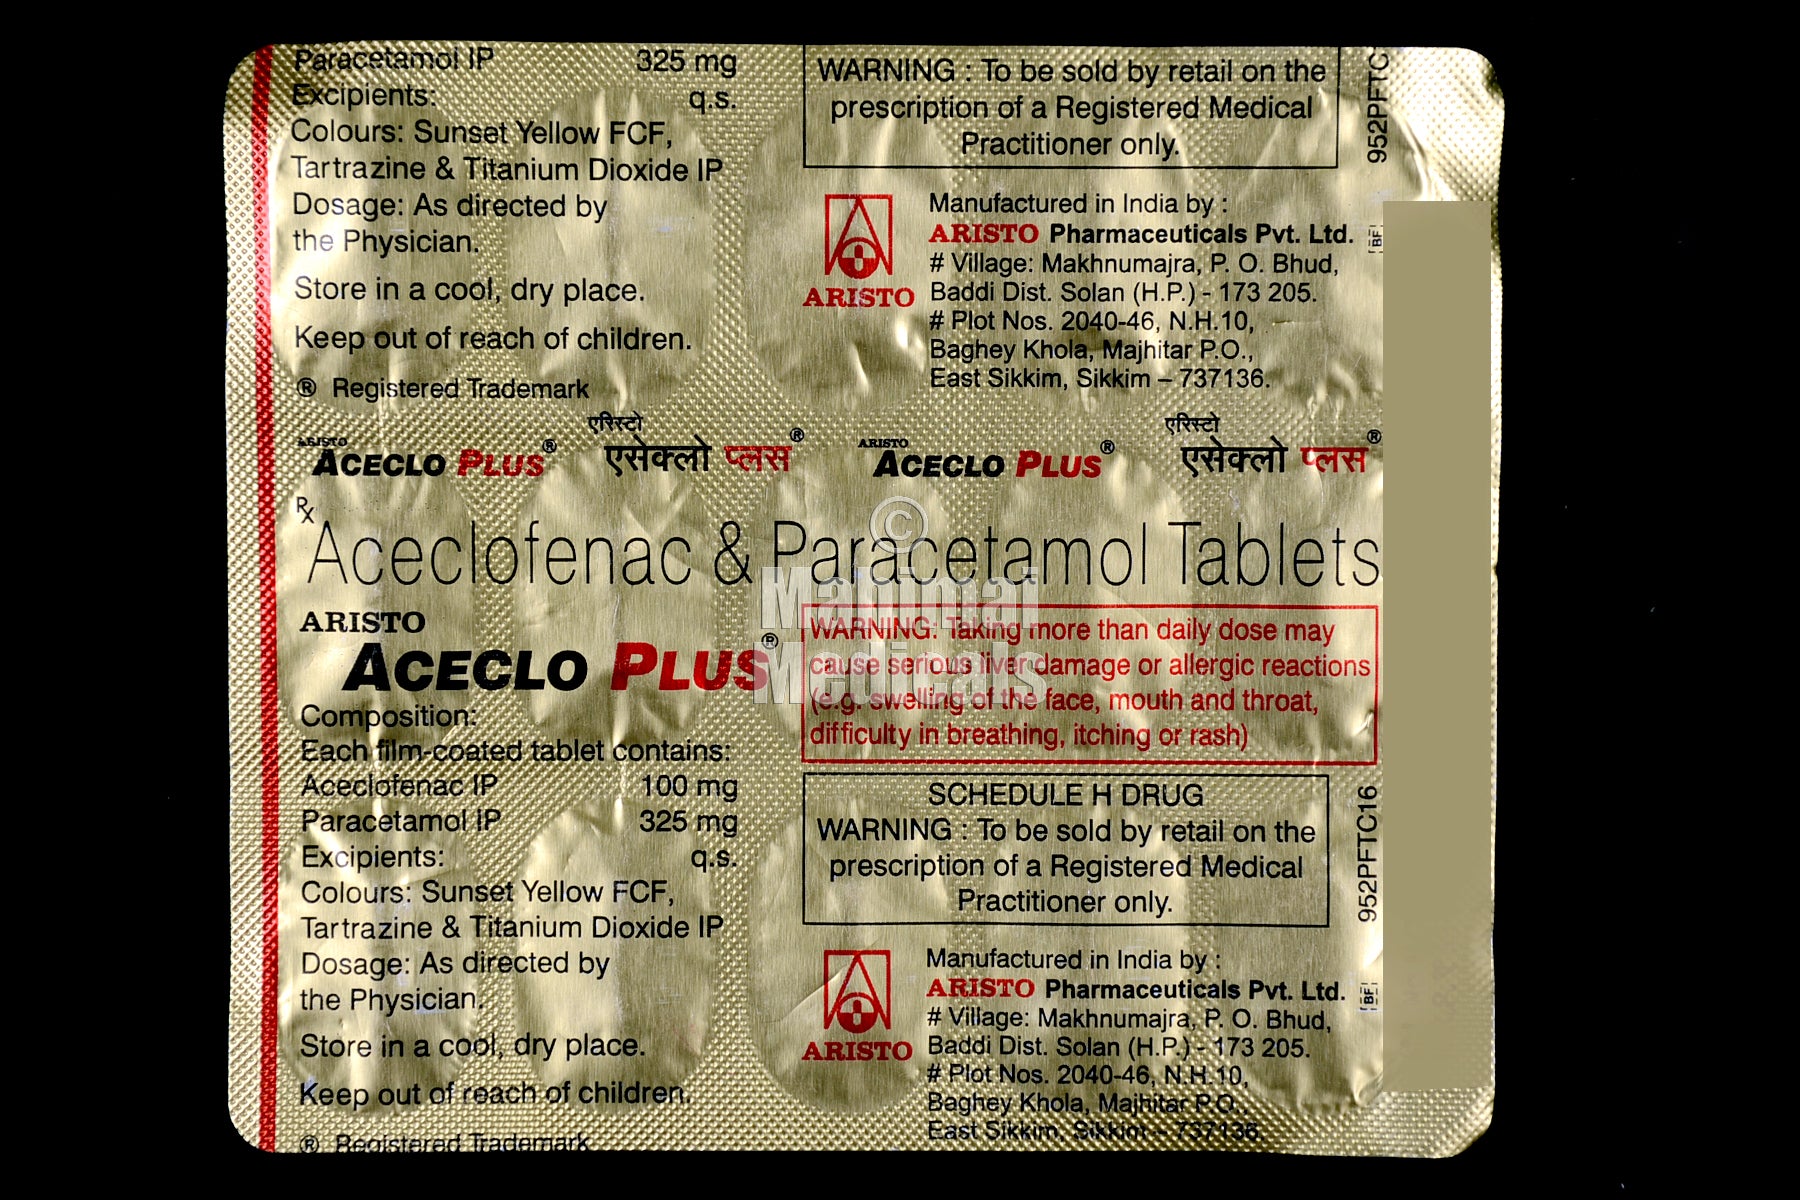 Paracetamol IP 325 mg
Excipients: q.s.
Colours: Sunset Yellow FCF,
Tartrazine & Titanium Dioxide IP
Dosage: As directed by
the Physician.
Store in a cool, dry place.
Keep out of reach of children.
® Registered Trademark
WARNING : To be sold by retail on the
prescription of a Registered Medical
Practitioner only.
952PFTC
ARISTO
Manufactured in India by :
ARISTO Pharmaceuticals Pvt. Ltd.
# Village: Makhnumajra, P. O. Bhud,
Baddi Dist. Solan (H.P.) - 173 205.
# Plot Nos. 2040-46, N.H.10,
Baghey Khola, Majhitar P.O.,
East Sikkim, Sikkim – 737136.
BF
ARISTO
ACECLO PLUS®
एरिस्टो
एसेक्लो प्लस®
ARISTO
ACECLO PLUS®
एरिस्टो
एसेक्लो प्लस®
Rx
Aceclofenac & Paracetamol Tablets
©
Mahimai
Medicals
ARISTO
ACECLO PLUS®
Composition:
Each film-coated tablet contains:
Aceclofenac IP 100 mg
Paracetamol IP 325 mg
Excipients: q.s.
Colours: Sunset Yellow FCF,
Tartrazine & Titanium Dioxide IP
Dosage: As directed by
the Physician.
Store in a cool, dry place.
Keep out of reach of children.
® Registered Trademark
WARNING: Taking more than daily dose may
cause serious liver damage or allergic reactions
(e.g. swelling of the face, mouth and throat,
difficulty in breathing, itching or rash)
SCHEDULE H DRUG
WARNING : To be sold by retail on the
prescription of a Registered Medical
Practitioner only.
952PFTC16
ARISTO
Manufactured in India by :
ARISTO Pharmaceuticals Pvt. Ltd.
# Village: Makhnumajra, P. O. Bhud,
Baddi Dist. Solan (H.P.) - 173 205.
# Plot Nos. 2040-46, N.H.10,
Baghey Khola, Majhitar P.O.,
East Sikkim, Sikkim – 737136.
BF